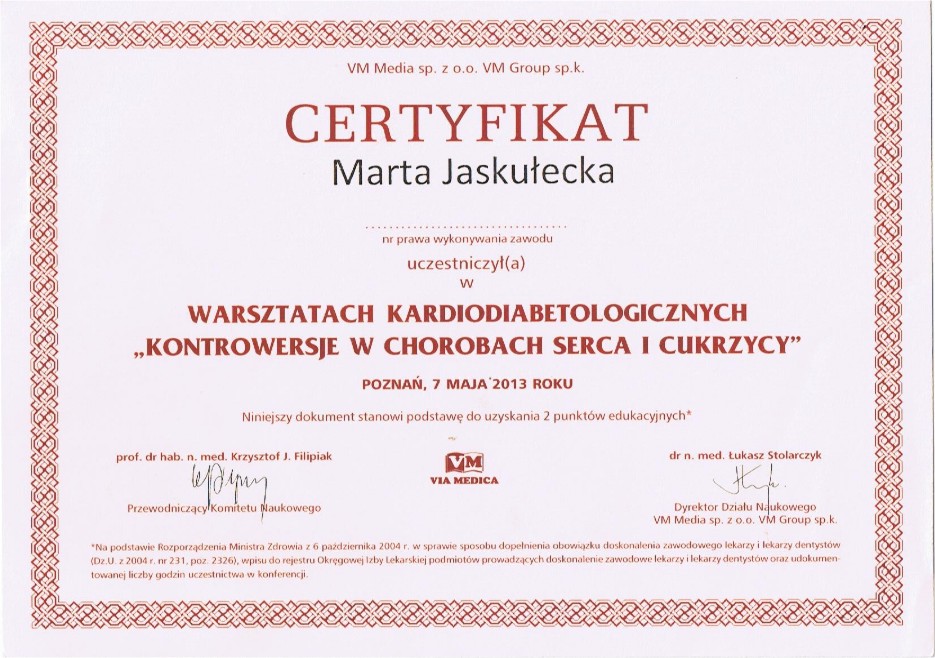 VM Media sp. z o.o. VM Group sp.k.
CERTYFIKAT
Marta Jaskułecka
........................................
nr prawa wykonywania zawodu
uczestniczył(a)
w
WARSZTATACH KARDIODIABETOLOGICZNYCH
„KONTROWERSJE W CHOROBACH SERCA I CUKRZYCY”
POZNAŃ, 7 MAJA 2013 ROKU
Niniejszy dokument stanowi podstawę do uzyskania 2 punktów edukacyjnych*
prof. dr hab. n. med. Krzysztof J. Filipiak
Przewodniczący Komitetu Naukowego
VM
VIA MEDICA
dr n. med. Łukasz Stolarczyk
Dyrektor Działu Naukowego
VM Media sp. z o.o. VM Group sp.k.
*Na podstawie Rozporządzenia Ministra Zdrowia z 6 października 2004 r. w sprawie sposobu dopełnienia obowiązku doskonalenia zawodowego lekarzy i lekarzy dentystów
(Dz.U. z 2004 r. nr 231, poz. 2326), wpisu do rejestru Okręgowej Izby Lekarskiej podmiotów prowadzących doskonalenie zawodowe lekarzy i lekarzy dentystów oraz udokumen-
towanej liczby godzin uczestnictwa w konferencji.